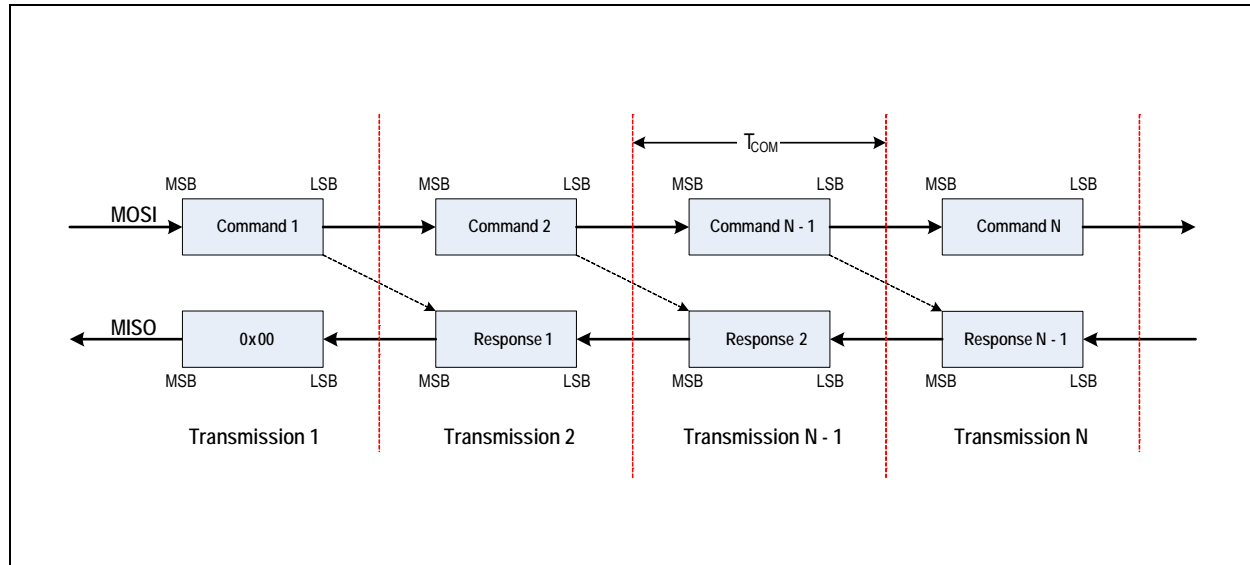 T_COM
MSB LSB MSB LSB MSB LSB MSB LSB
MOSI Command 1 Command 2 Command N - 1 Command N
MISO 0x00 Response 1 Response 2 Response N - 1
MSB LSB MSB LSB MSB LSB MSB LSB
Transmission 1 Transmission 2 Transmission N - 1 Transmission N